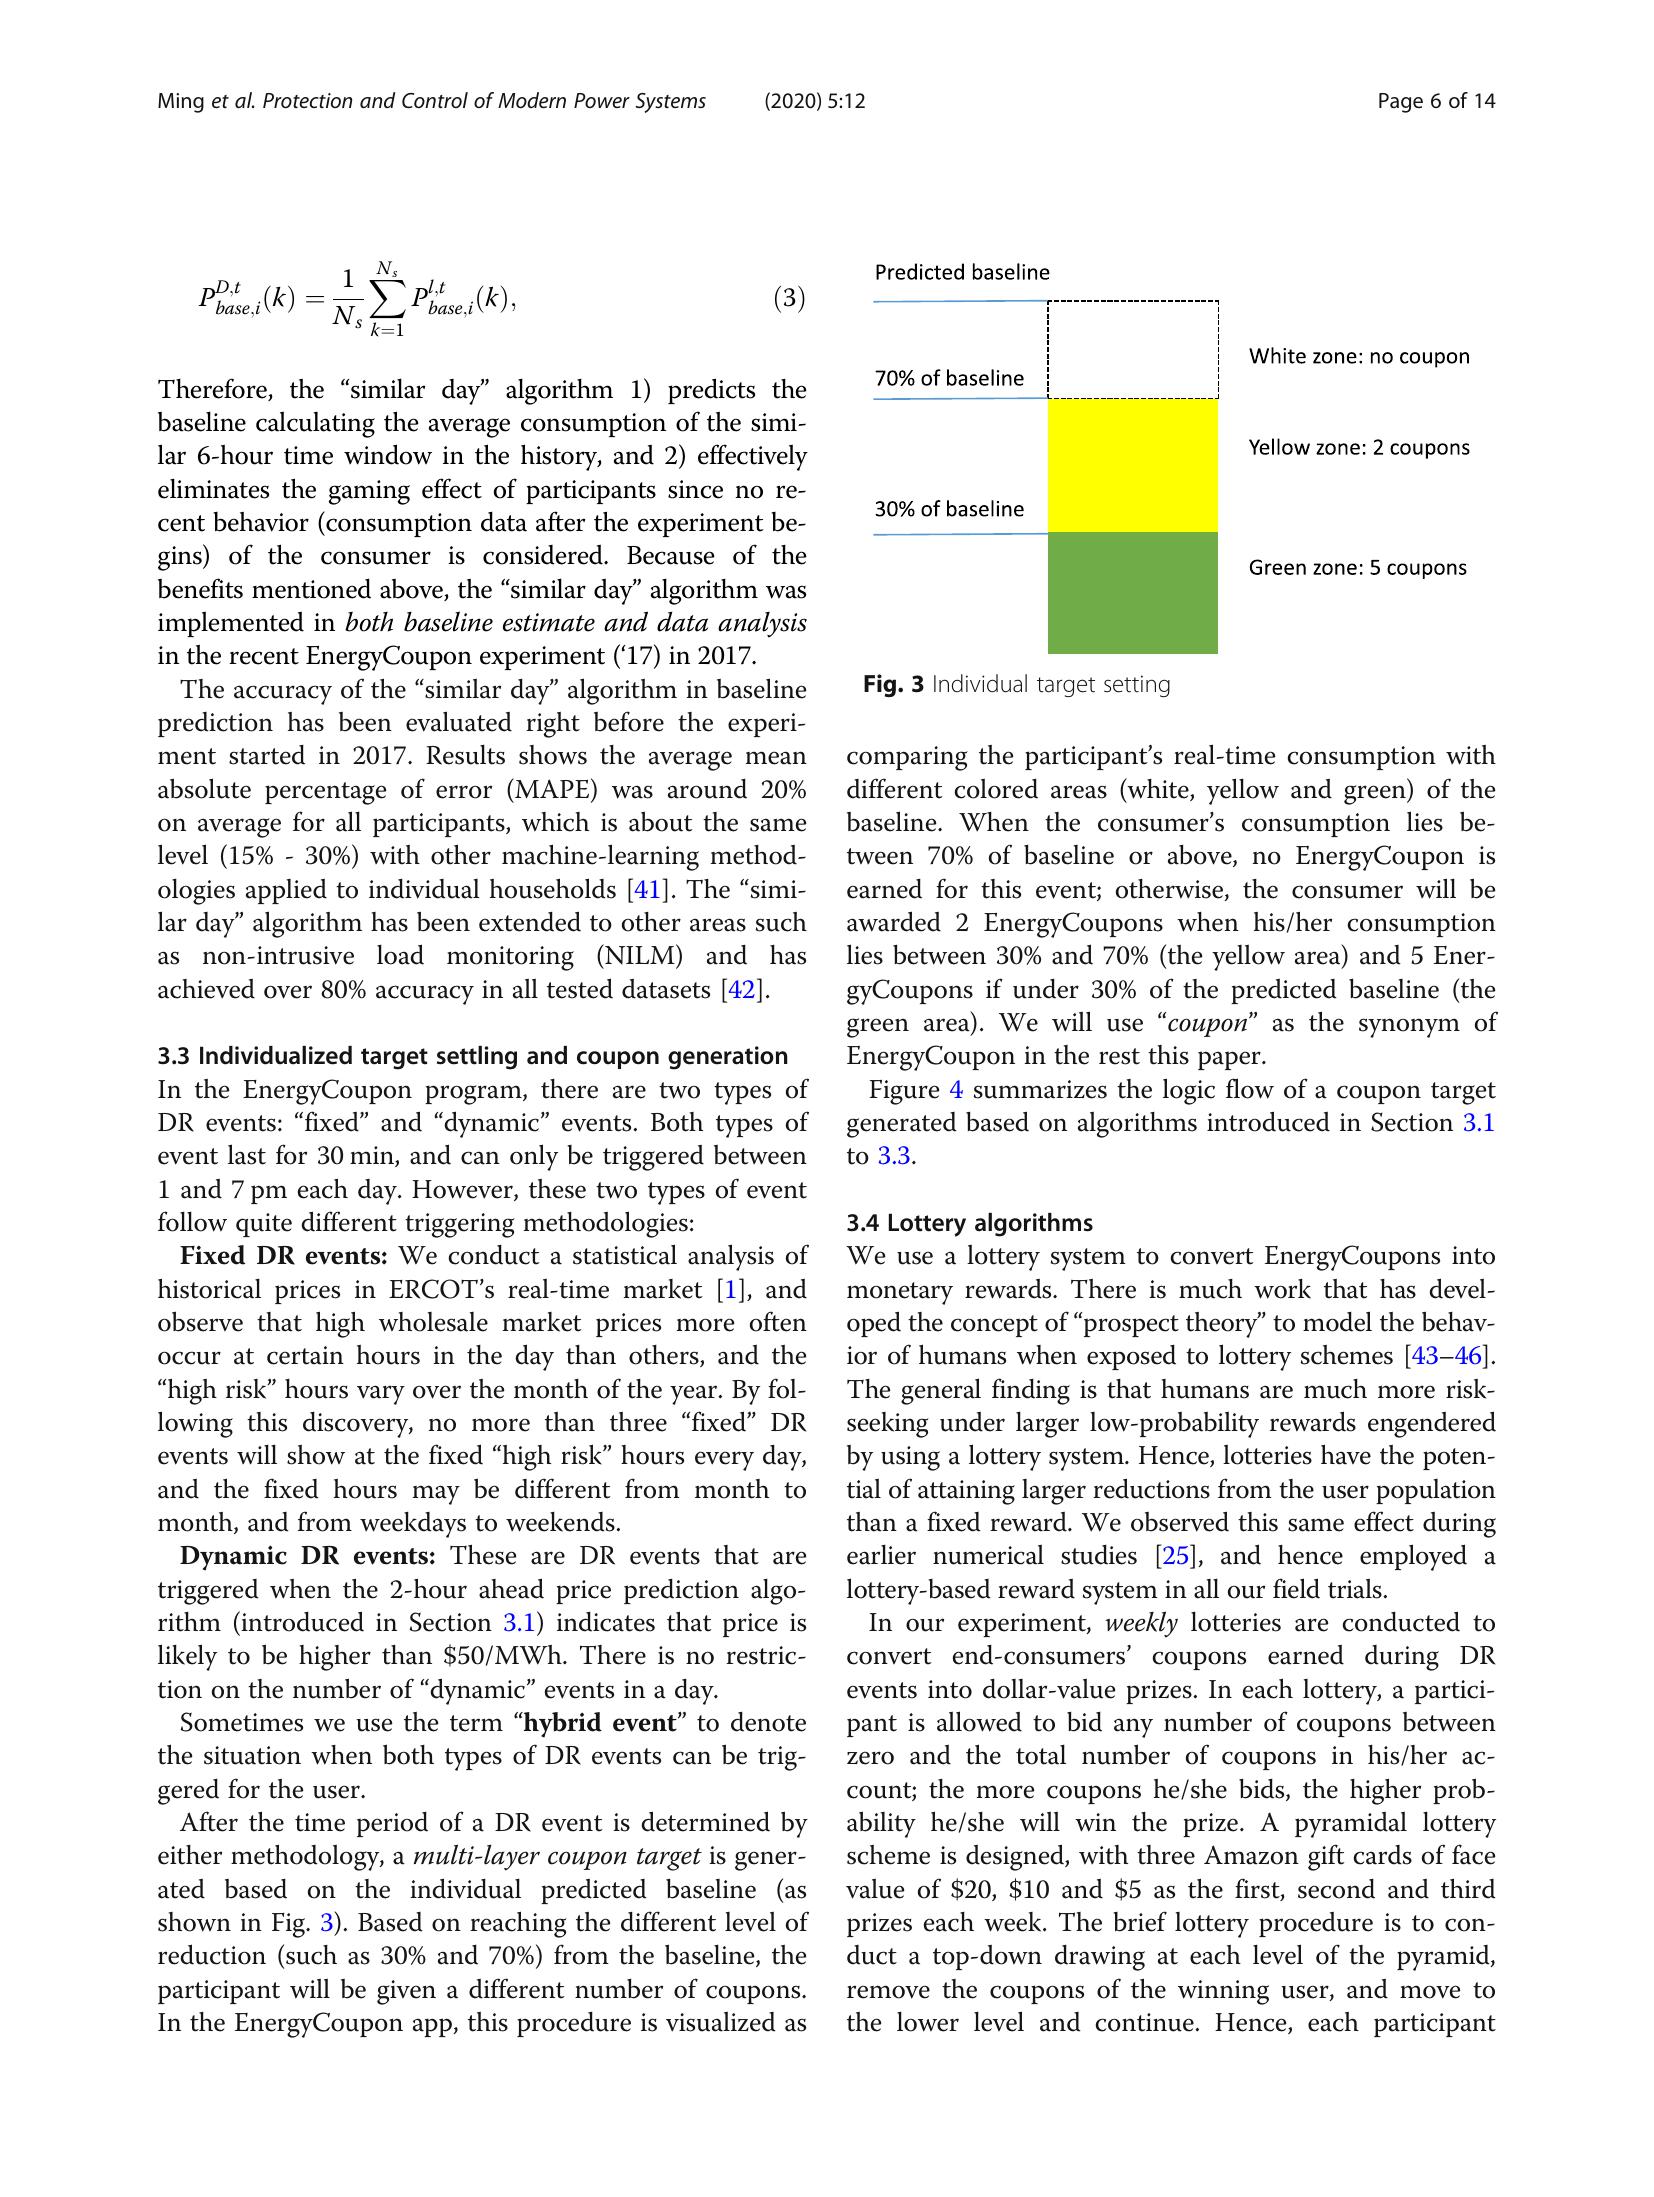 Ming et al. Protection and Control of Modern Power Systems (2020) 5:12 Page 6 of 14
P^{D,t}_{base,i}(k) = \frac{1}{N_s} \sum_{k=1}^{N_s} P^{l,t}_{base,i}(k), (3)
Therefore, the “similar day” algorithm 1) predicts the
baseline calculating the average consumption of the simi-
lar 6-hour time window in the history, and 2) effectively
eliminates the gaming effect of participants since no re-
cent behavior (consumption data after the experiment be-
gins) of the consumer is considered. Because of the
benefits mentioned above, the “similar day” algorithm was
implemented in both baseline estimate and data analysis
in the recent EnergyCoupon experiment (‘17) in 2017.
The accuracy of the “similar day” algorithm in baseline
prediction has been evaluated right before the experi-
ment started in 2017. Results shows the average mean
absolute percentage of error (MAPE) was around 20%
on average for all participants, which is about the same
level (15% - 30%) with other machine-learning method-
ologies applied to individual households [41]. The “simi-
lar day” algorithm has been extended to other areas such
as non-intrusive load monitoring (NILM) and has
achieved over 80% accuracy in all tested datasets [42].
3.3 Individualized target settling and coupon generation
In the EnergyCoupon program, there are two types of
DR events: “fixed” and “dynamic” events. Both types of
event last for 30 min, and can only be triggered between
1 and 7 pm each day. However, these two types of event
follow quite different triggering methodologies:
Fixed DR events: We conduct a statistical analysis of
historical prices in ERCOT’s real-time market [1], and
observe that high wholesale market prices more often
occur at certain hours in the day than others, and the
“high risk” hours vary over the month of the year. By fol-
lowing this discovery, no more than three “fixed” DR
events will show at the fixed “high risk” hours every day,
and the fixed hours may be different from month to
month, and from weekdays to weekends.
Dynamic DR events: These are DR events that are
triggered when the 2-hour ahead price prediction algo-
rithm (introduced in Section 3.1) indicates that price is
likely to be higher than $50/MWh. There is no restric-
tion on the number of “dynamic” events in a day.
Sometimes we use the term “hybrid event” to denote
the situation when both types of DR events can be trig-
gered for the user.
After the time period of a DR event is determined by
either methodology, a multi-layer coupon target is gener-
ated based on the individual predicted baseline (as
shown in Fig. 3). Based on reaching the different level of
reduction (such as 30% and 70%) from the baseline, the
participant will be given a different number of coupons.
In the EnergyCoupon app, this procedure is visualized as
Predicted baseline
White zone: no coupon
70% of baseline
Yellow zone: 2 coupons
30% of baseline
Green zone: 5 coupons
Fig. 3 Individual target setting
comparing the participant’s real-time consumption with
different colored areas (white, yellow and green) of the
baseline. When the consumer’s consumption lies be-
tween 70% of baseline or above, no EnergyCoupon is
earned for this event; otherwise, the consumer will be
awarded 2 EnergyCoupons when his/her consumption
lies between 30% and 70% (the yellow area) and 5 Ener-
gyCoupons if under 30% of the predicted baseline (the
green area). We will use “coupon” as the synonym of
EnergyCoupon in the rest this paper.
Figure 4 summarizes the logic flow of a coupon target
generated based on algorithms introduced in Section 3.1
to 3.3.
3.4 Lottery algorithms
We use a lottery system to convert EnergyCoupons into
monetary rewards. There is much work that has devel-
oped the concept of “prospect theory” to model the behav-
ior of humans when exposed to lottery schemes [43–46].
The general finding is that humans are much more risk-
seeking under larger low-probability rewards engendered
by using a lottery system. Hence, lotteries have the poten-
tial of attaining larger reductions from the user population
than a fixed reward. We observed this same effect during
earlier numerical studies [25], and hence employed a
lottery-based reward system in all our field trials.
In our experiment, weekly lotteries are conducted to
convert end-consumers’ coupons earned during DR
events into dollar-value prizes. In each lottery, a partici-
pant is allowed to bid any number of coupons between
zero and the total number of coupons in his/her ac-
count; the more coupons he/she bids, the higher prob-
ability he/she will win the prize. A pyramidal lottery
scheme is designed, with three Amazon gift cards of face
value of $20, $10 and $5 as the first, second and third
prizes each week. The brief lottery procedure is to con-
duct a top-down drawing at each level of the pyramid,
remove the coupons of the winning user, and move to
the lower level and continue. Hence, each participant